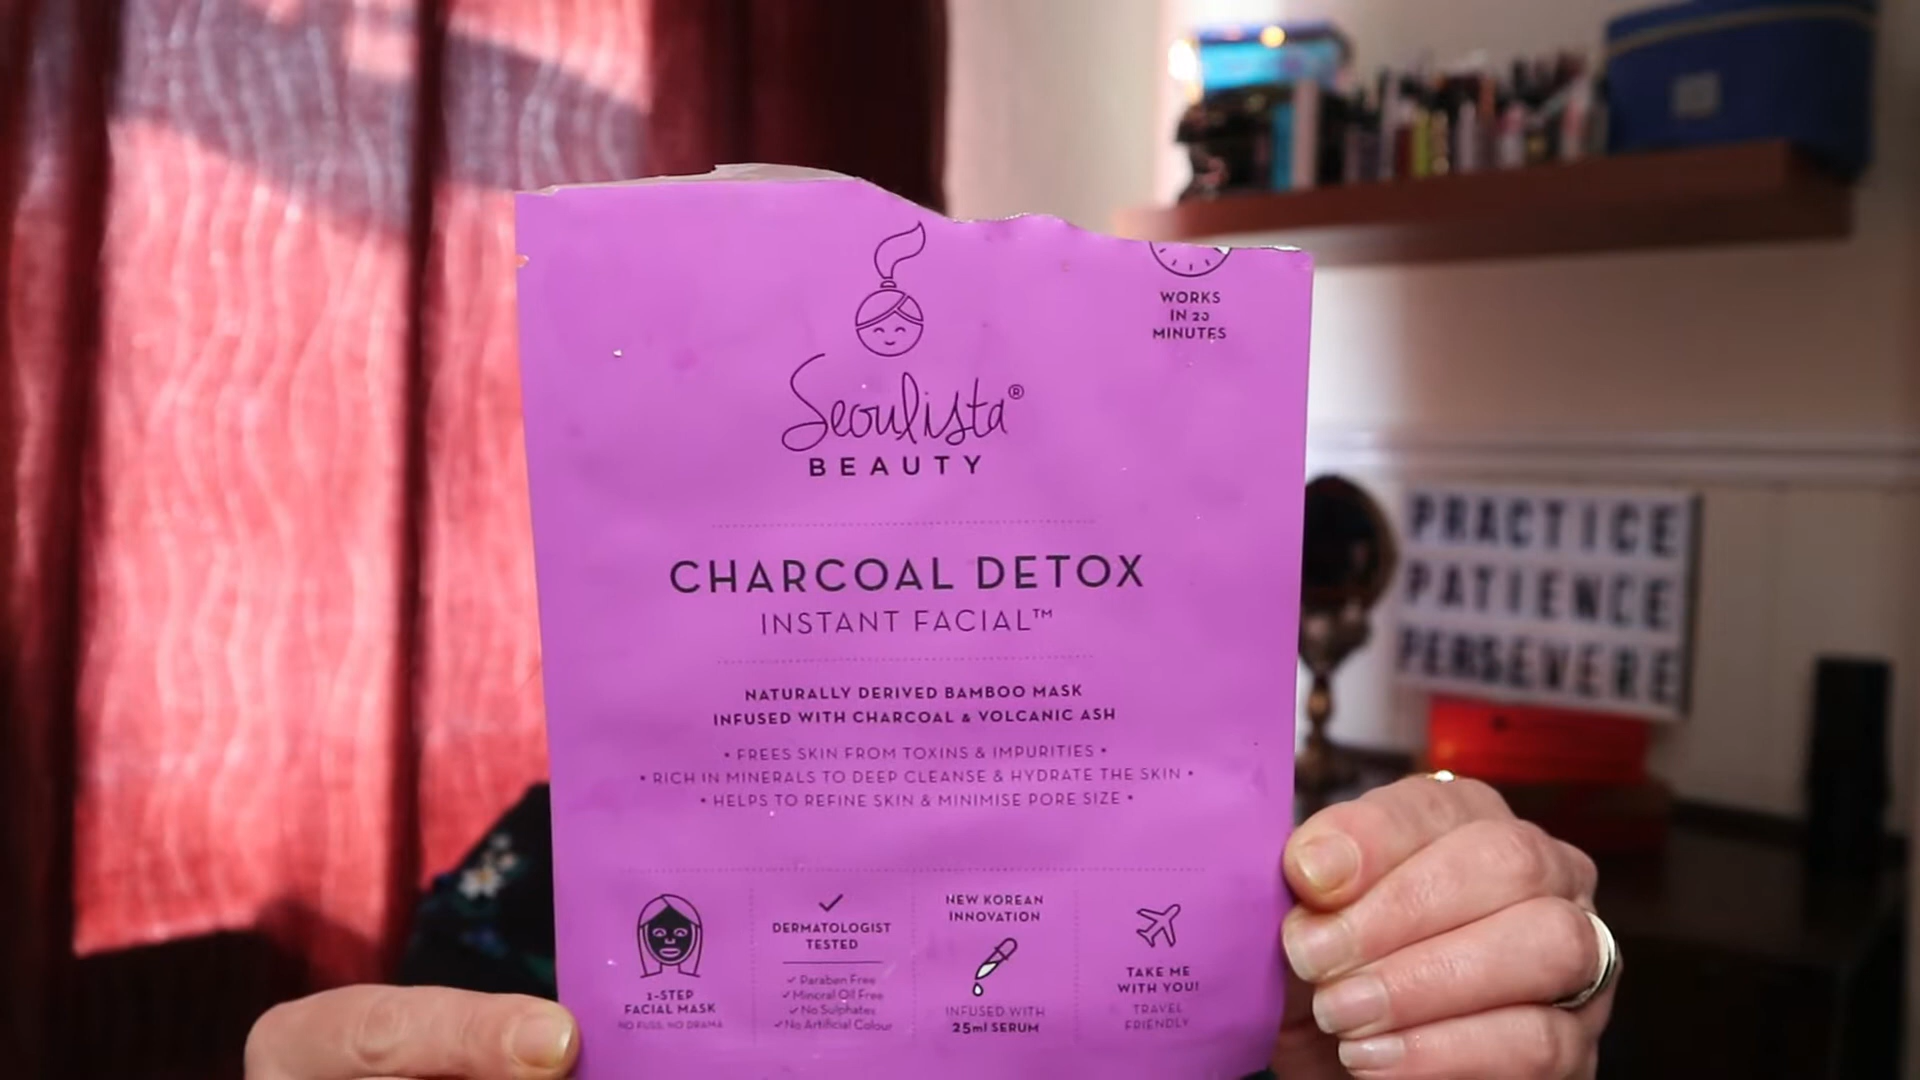 WORKS
IN 20
MINUTES
Seoulista®
BEAUTY
CHARCOAL DETOX
INSTANT FACIAL™
NATURALLY DERIVED BAMBOO MASK
INFUSED WITH CHARCOAL & VOLCANIC ASH
• FREES SKIN FROM TOXINS & IMPURITIES •
• RICH IN MINERALS TO DEEP CLEANSE & HYDRATE THE SKIN •
• HELPS TO REFINE SKIN & MINIMISE PORE SIZE •
1-STEP
FACIAL MASK
NO FUSS, NO DRAMA
DERMATOLOGIST
TESTED
✓ Paraben Free
✓ Mineral Oil Free
✓ No Sulphates
✓ No Artificial Colour
NEW KOREAN
INNOVATION
INFUSED WITH
25ml SERUM
TAKE ME
WITH YOU!
TRAVEL
FRIENDLY
PRACTICE
PATIENCE
PERSEVERE